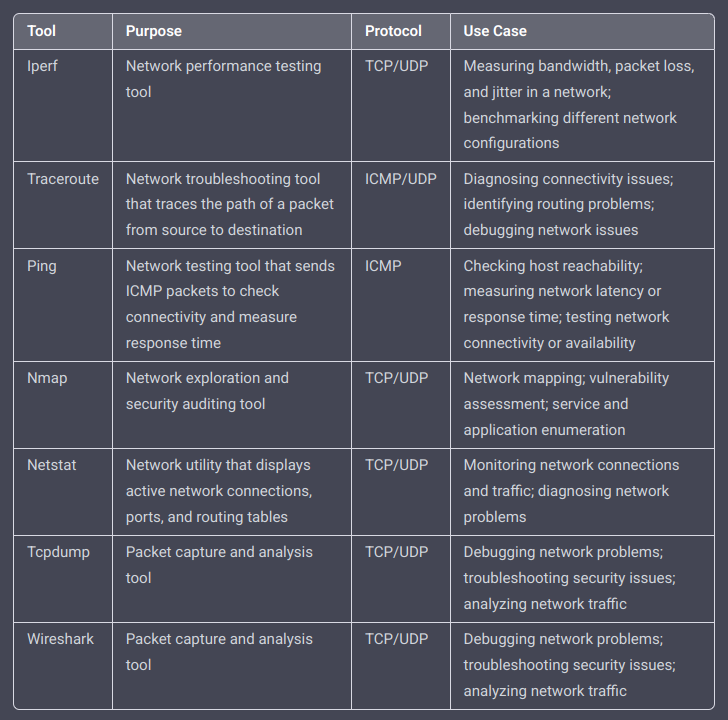 Tool Purpose Protocol Use Case
Iperf Network performance testing TCP/UDP Measuring bandwidth, packet loss,
tool and jitter in a network;
benchmarking different network
configurations
Traceroute Network troubleshooting tool ICMP/UDP Diagnosing connectivity issues;
that traces the path of a packet identifying routing problems;
from source to destination debugging network issues
Ping Network testing tool that sends ICMP Checking host reachability;
ICMP packets to check measuring network latency or
connectivity and measure response time; testing network
response time connectivity or availability
Nmap Network exploration and TCP/UDP Network mapping; vulnerability
security auditing tool assessment; service and
application enumeration
Netstat Network utility that displays TCP/UDP Monitoring network connections
active network connections, and traffic; diagnosing network
ports, and routing tables problems
Tcpdump Packet capture and analysis TCP/UDP Debugging network problems;
tool troubleshooting security issues;
analyzing network traffic
Wireshark Packet capture and analysis TCP/UDP Debugging network problems;
tool troubleshooting security issues;
analyzing network traffic